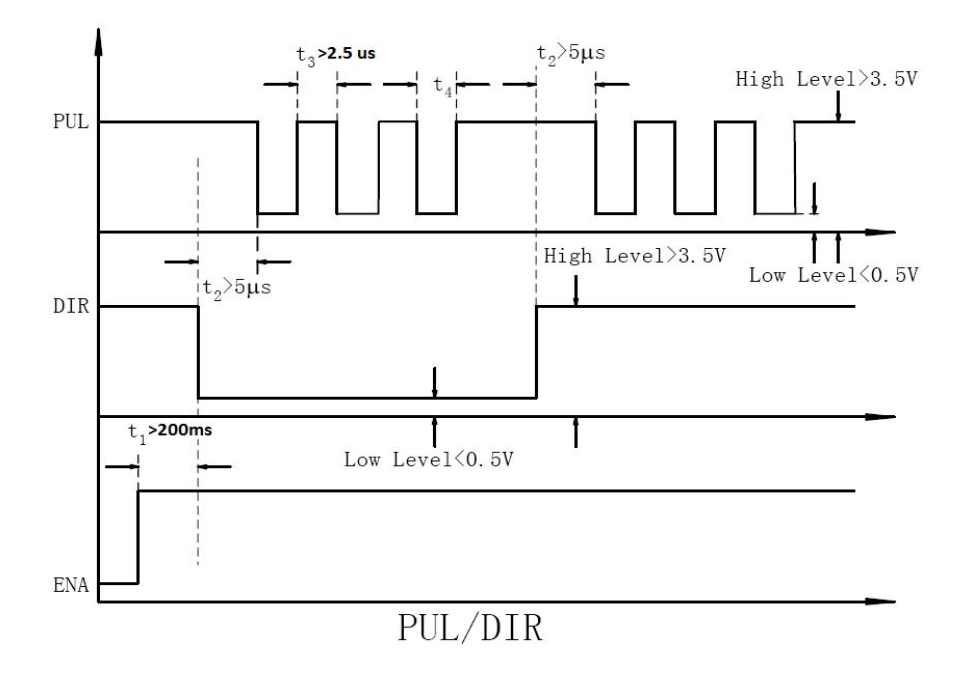 t3>2.5 us
t2>5μs
t4
High Level>3.5V
PUL
High Level>3.5V
Low Level<0.5V
t2>5μs
DIR
t1>200ms
Low Level<0.5V
ENA
PUL/DIR